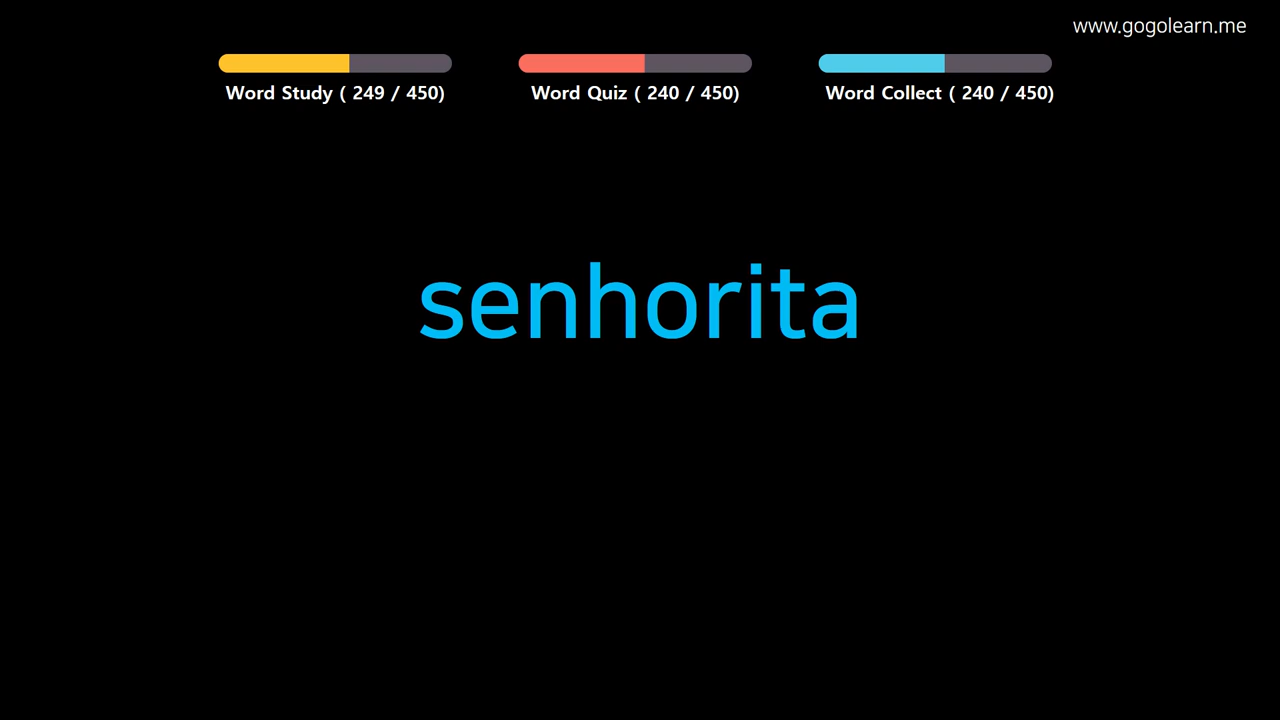 www.gogolearn.me
Word Study ( 249 / 450)
Word Quiz ( 240 / 450)
Word Collect ( 240 / 450)
senhorita